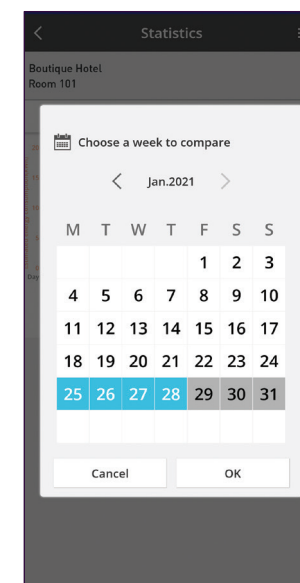 Statistics
Boutique Hotel
Room 101
Choose a week to compare
Jan.2021
M T W T F S S
1 2 3
4 5 6 7 8 9 10
11 12 13 14 15 16 17
18 19 20 21 22 23 24
25 26 27 28 29 30 31
Cancel OK